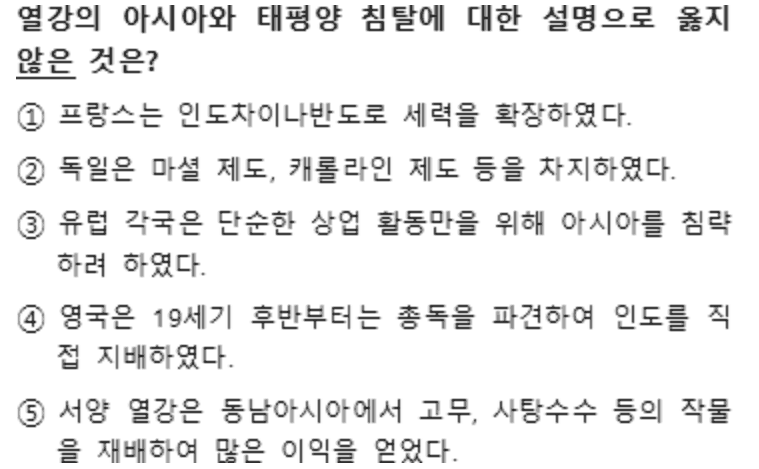 열강의 아시아와 태평양 침탈에 대한 설명으로 옳지
않은 것은?
① 프랑스는 인도차이나반도로 세력을 확장하였다.
② 독일은 마셜 제도, 캐롤라인 제도 등을 차지하였다.
③ 유럽 각국은 단순한 상업 활동만을 위해 아시아를 침략
하려 하였다.
④ 영국은 19세기 후반부터는 총독을 파견하여 인도를 직
접 지배하였다.
⑤ 서양 열강은 동남아시아에서 고무, 사탕수수 등의 작물
을 재배하여 많은 이익을 얻었다.